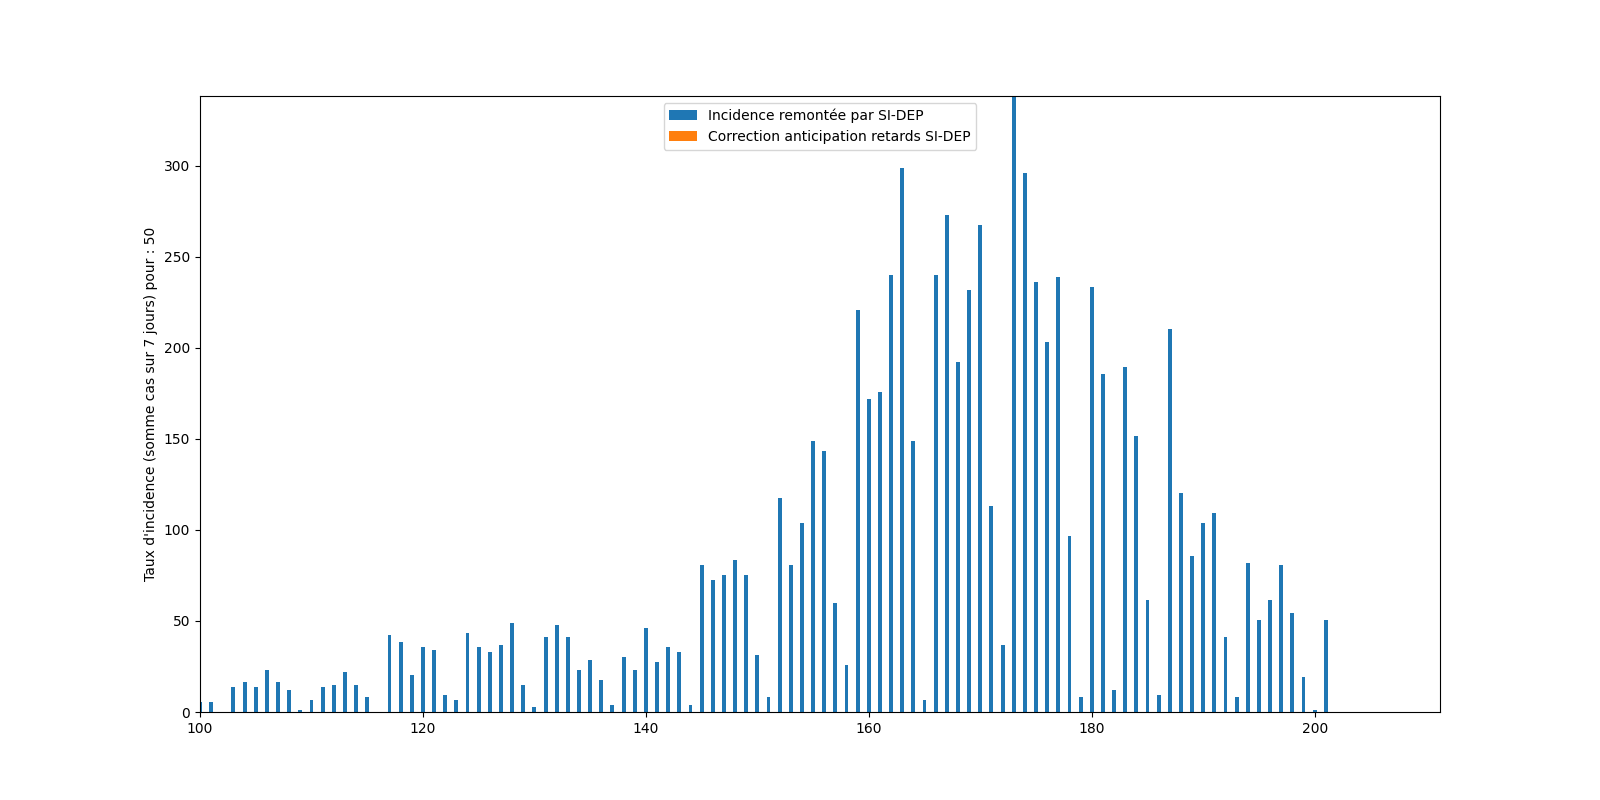 Incidence remontée par SI-DEP
Correction anticipation retards SI-DEP
Taux d'incidence (somme cas sur 7 jours) pour : 50
300
250
200
150
100
50
0
100 120 140 160 180 200